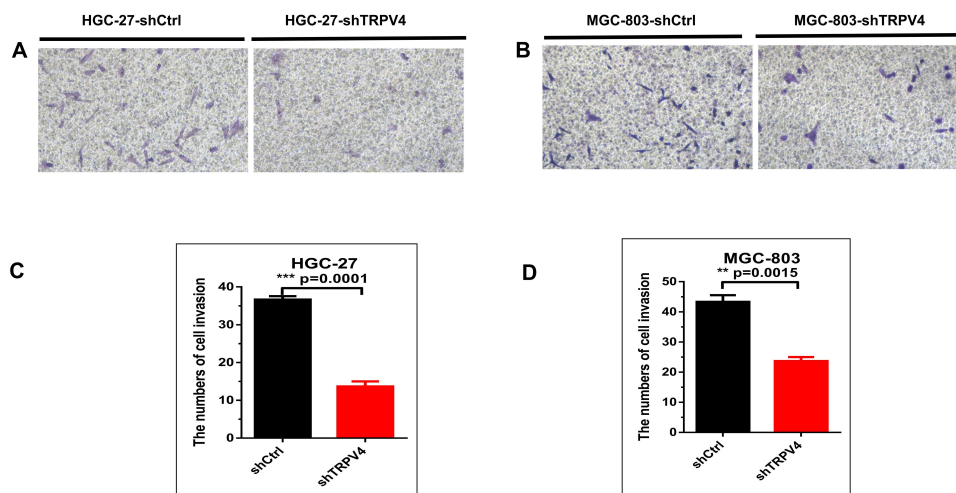 HGC-27-shCtrl
HGC-27-shTRPV4
MGC-803-shCtrl
MGC-803-shTRPV4
A
B
C
HGC-27
*** p=0.0001
The numbers of cell invasion
40
30
20
10
0
shCtrl
shTRPV4
D
MGC-803
** p=0.0015
The numbers of cell invasion
50
40
30
20
10
0
shCtrl
shTRPV4